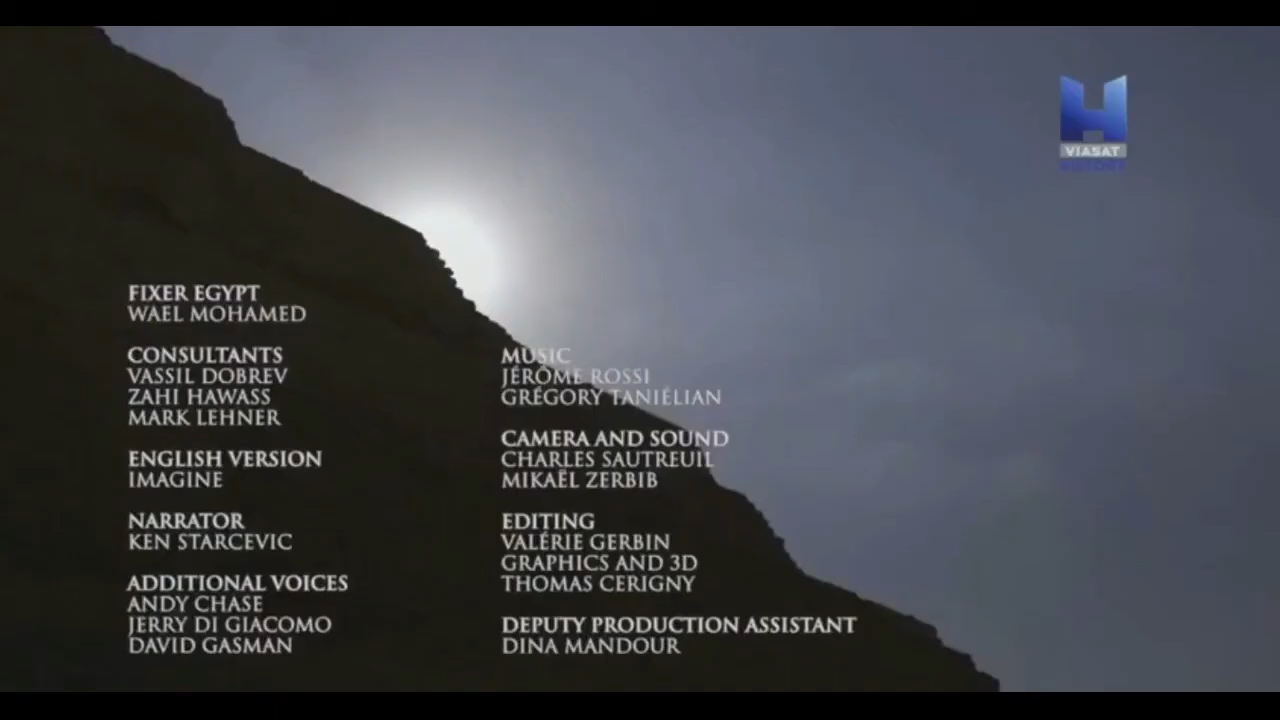 VIASAT
HISTORY
FIXER EGYPT
WAEL MOHAMED
CONSULTANTS
VASSIL DOBREV
ZAHI HAWASS
MARK LEHNER
ENGLISH VERSION
IMAGINE
NARRATOR
KEN STARCEVIC
ADDITIONAL VOICES
ANDY CHASE
JERRY DI GIACOMO
DAVID GASMAN
MUSIC
JÉRÔME ROSSI
GRÉGORY TANIÉLIAN
CAMERA AND SOUND
CHARLES SAUTREUIL
MIKAËL ZERBIB
EDITING
VALÉRIE GERBIN
GRAPHICS AND 3D
THOMAS CERIGNY
DEPUTY PRODUCTION ASSISTANT
DINA MANDOUR